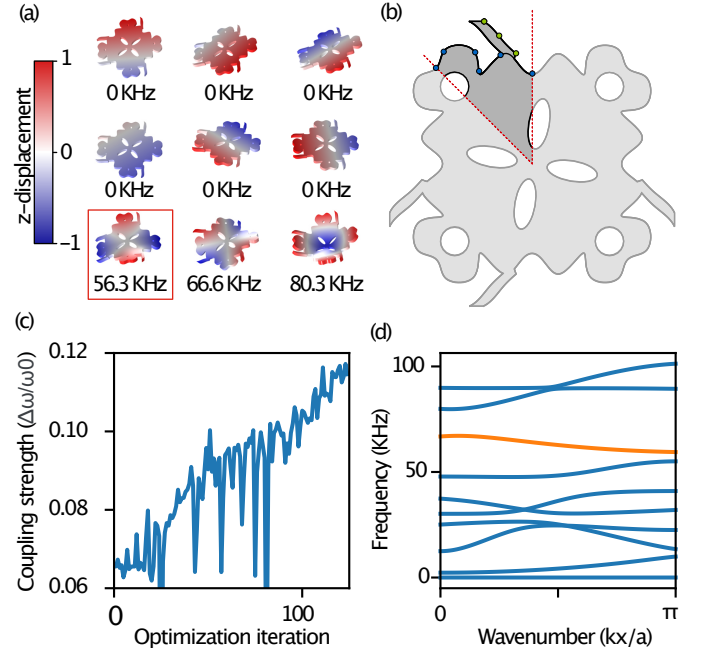 (a)
z-displacement
1
0
−1
0 KHz 0 KHz 0 KHz
0 KHz 0 KHz 0 KHz
56.3 KHz 66.6 KHz 80.3 KHz
(b)
(c)
Coupling strength (Δω/ω0)
0.12
0.10
0.08
0.06
0 100
Optimization iteration
(d)
Frequency (KHz)
100
50
0
0 π
Wavenumber (kx/a)